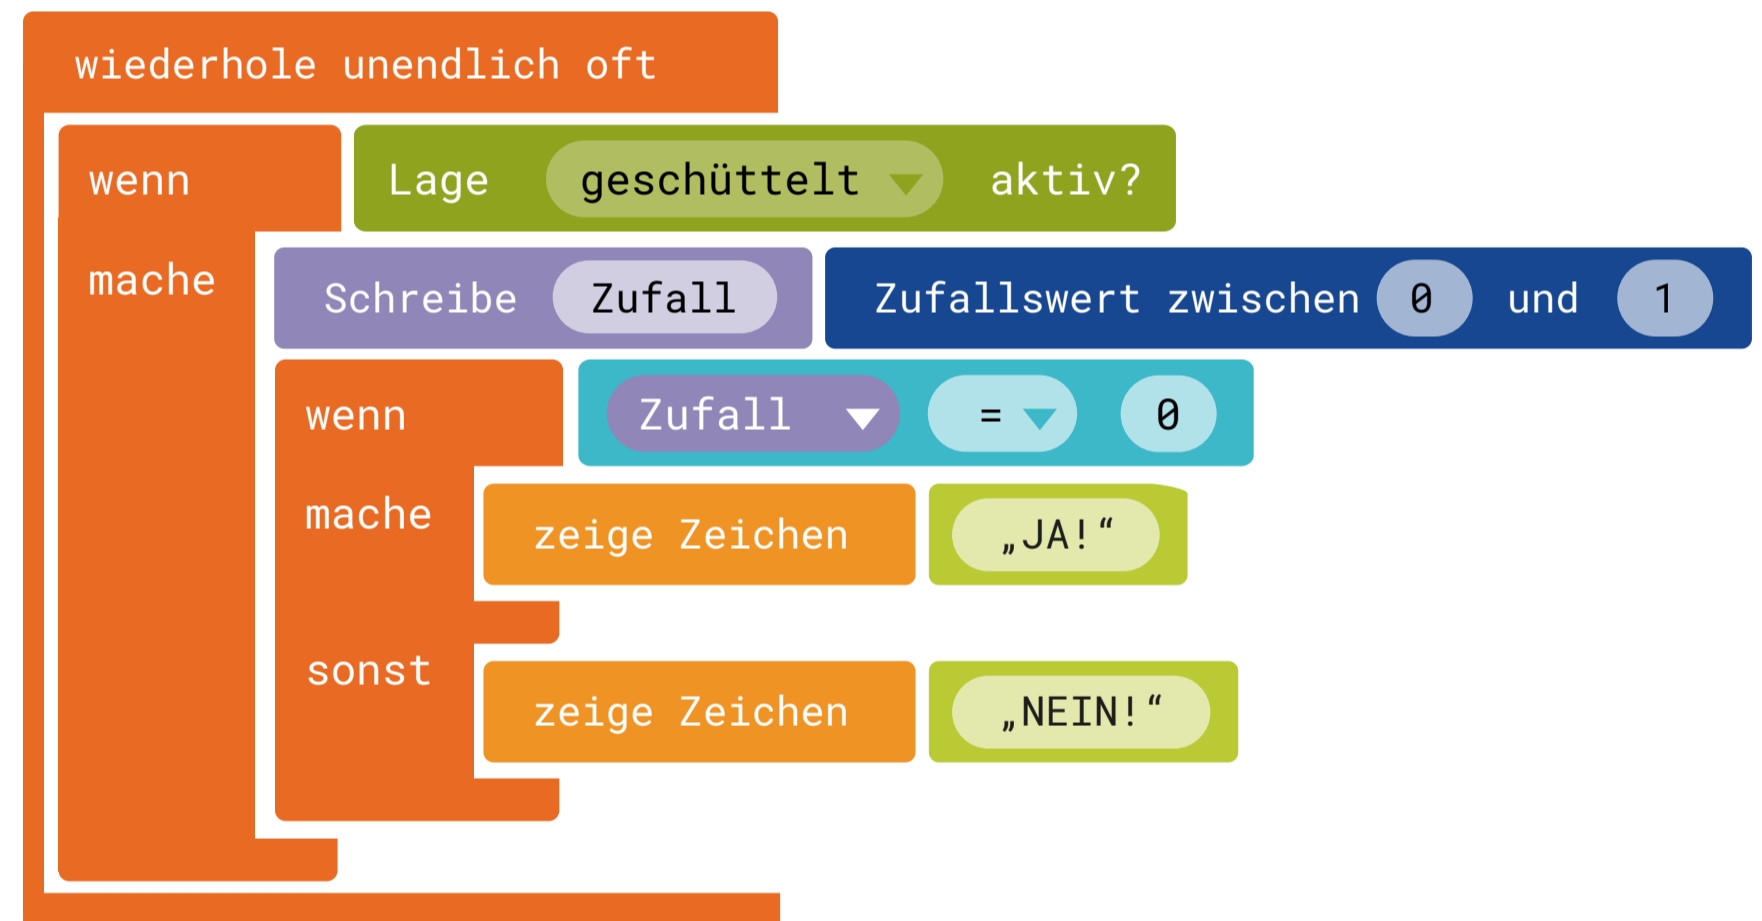 wiederhole unendlich oft
wenn Lage geschüttelt aktiv?
mache
Schreibe Zufall Zufallswert zwischen 0 und 1
wenn Zufall = 0
mache
zeige Zeichen „JA!“
sonst
zeige Zeichen „NEIN!“